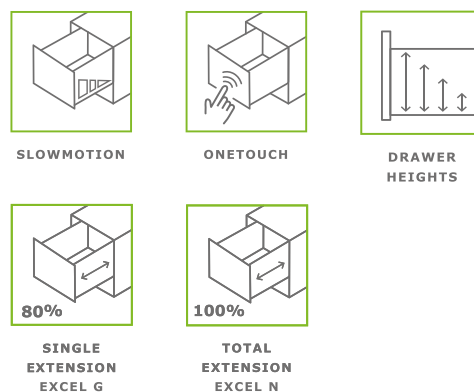 SLOWMOTION
ONETOUCH
DRAWER
HEIGHTS
80%
SINGLE
EXTENSION
EXCEL G
100%
TOTAL
EXTENSION
EXCEL N